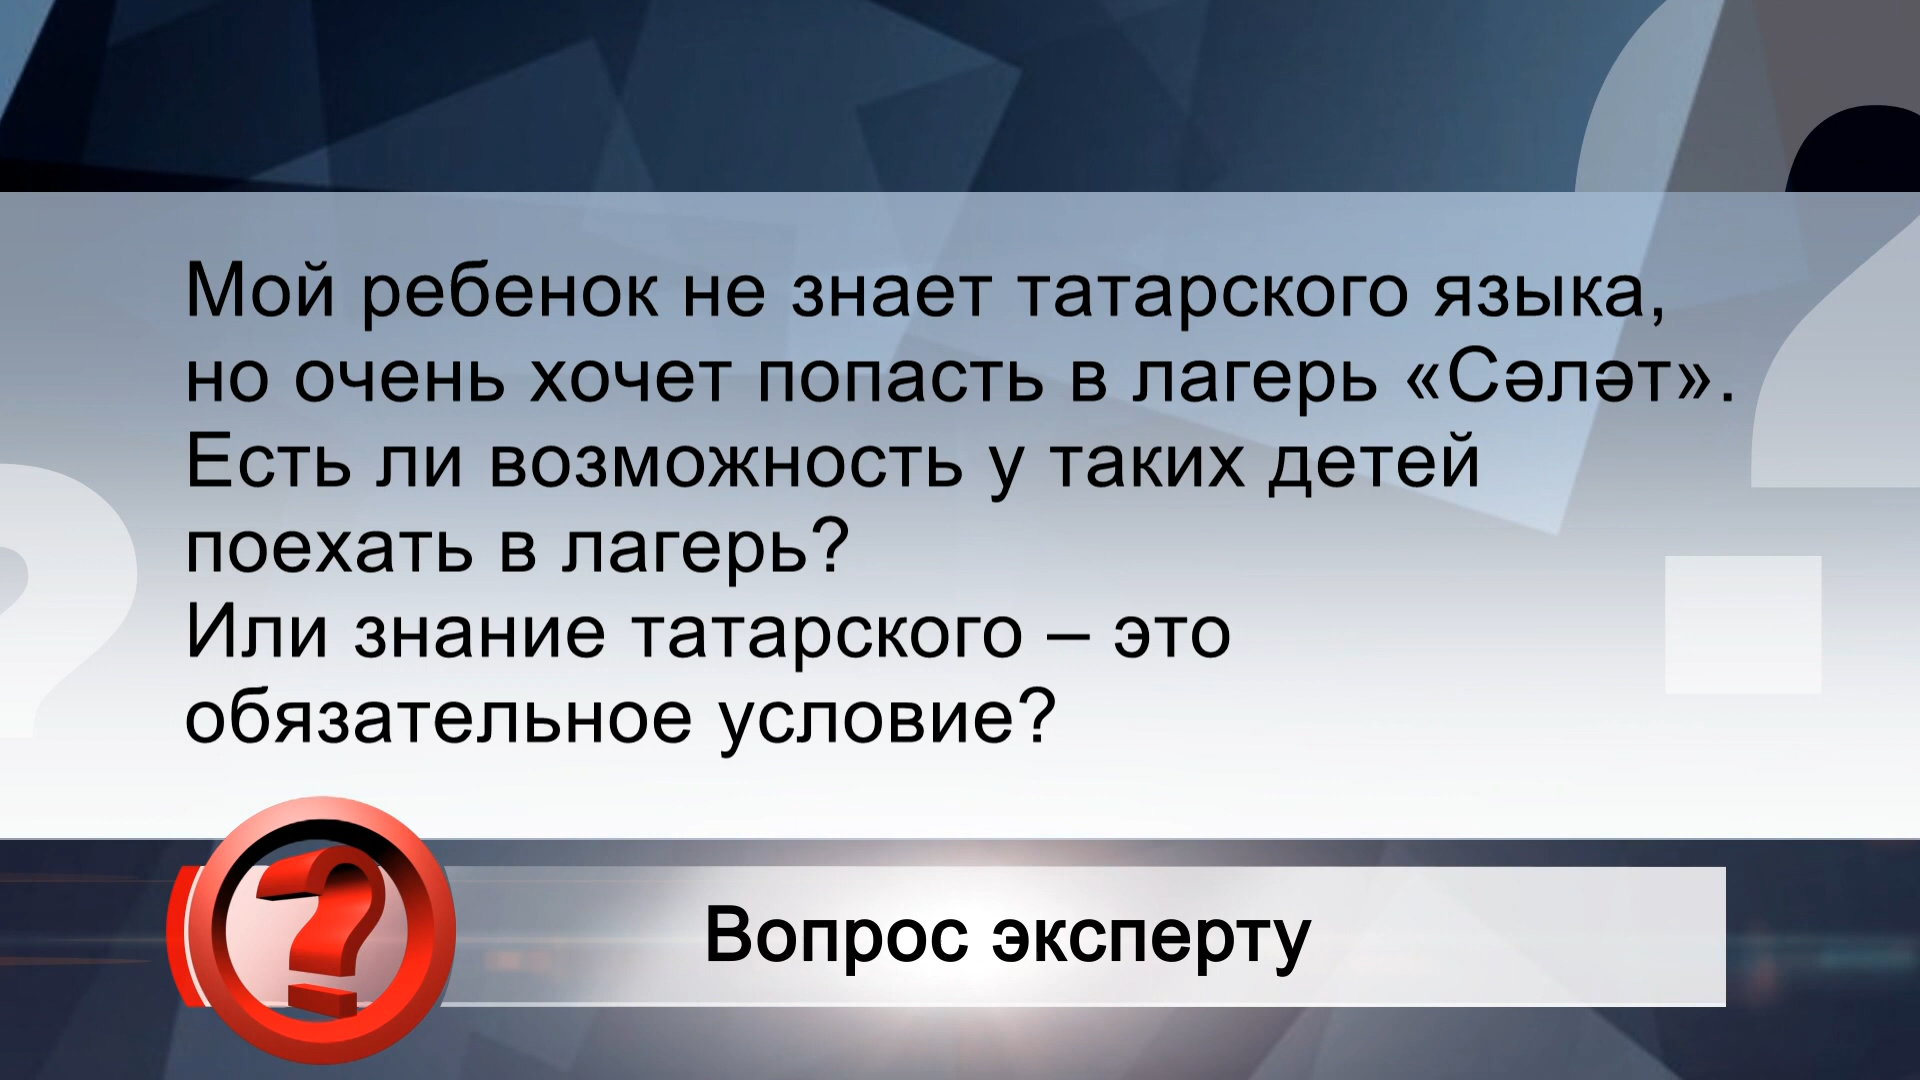 Мой ребенок не знает татарского языка,
но очень хочет попасть в лагерь «Сәләт».
Есть ли возможность у таких детей
поехать в лагерь?
Или знание татарского – это
обязательное условие?
Вопрос эксперту